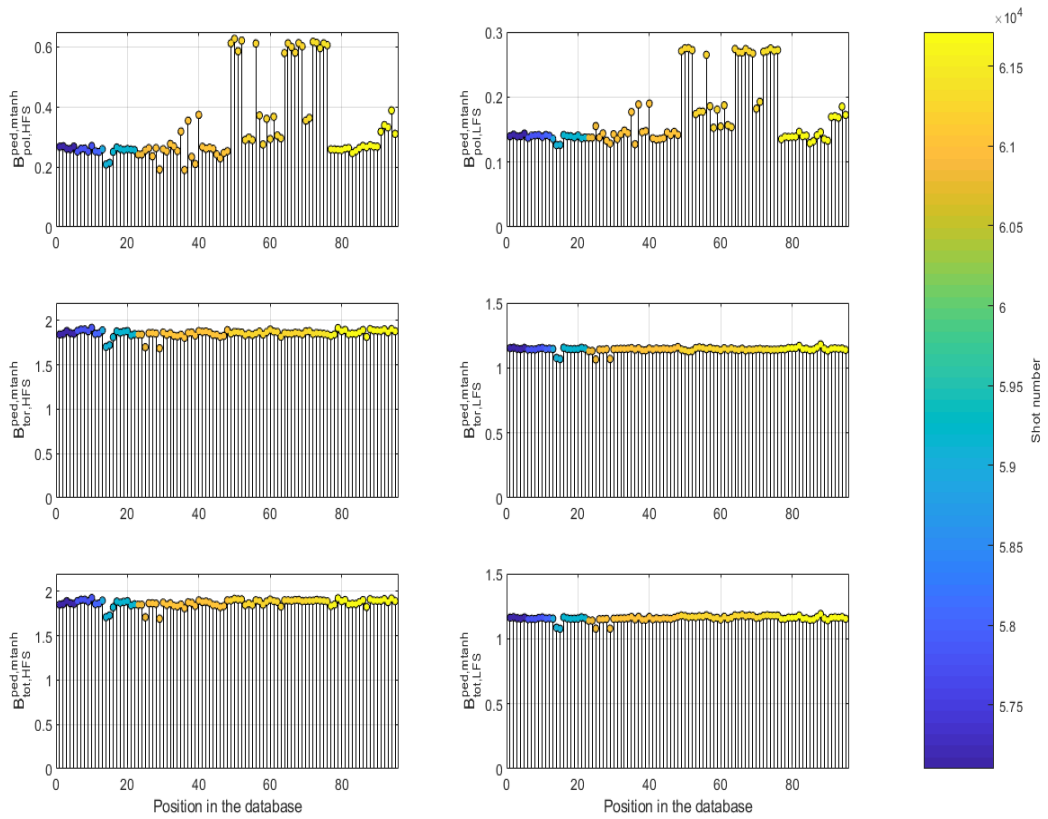 ×10^4
B^{ped,mtanh}_{pol,HFS}
0.6
0.4
0.2
0
0 20 40 60 80
B^{ped,mtanh}_{pol,LFS}
0.3
0.2
0.1
0
0 20 40 60 80
B^{ped,mtanh}_{tor,HFS}
2
1.5
1
0.5
0
0 20 40 60 80
B^{ped,mtanh}_{tor,LFS}
1.5
1
0.5
0
0 20 40 60 80
B^{ped,mtanh}_{tot,HFS}
2
1.5
1
0.5
0
0 20 40 60 80
Position in the database
B^{ped,mtanh}_{tot,LFS}
1.5
1
0.5
0
0 20 40 60 80
Position in the database
6.15
6.1
6.05
6
5.95
5.9
5.85
5.8
5.75
Shot number